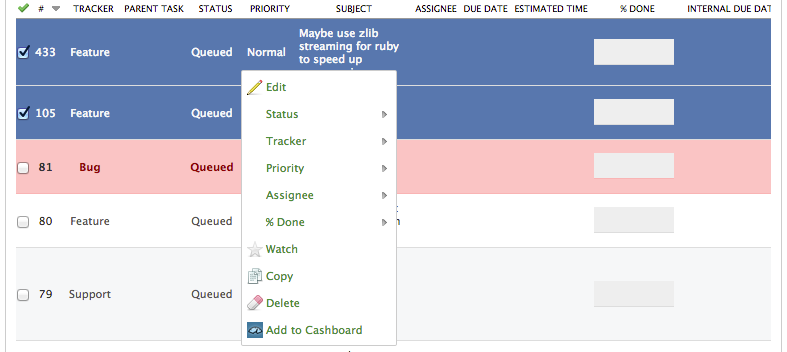 # TRACKER PARENT TASK STATUS PRIORITY SUBJECT ASSIGNEE DUE DATE ESTIMATED TIME % DONE INTERNAL DUE DAT
433 Feature Queued Normal Maybe use zlib
streaming for ruby
to speed up
105 Feature Queued
81 Bug Queued
80 Feature Queued
79 Support Queued
Edit
Status
Tracker
Priority
Assignee
% Done
Watch
Copy
Delete
Add to Cashboard